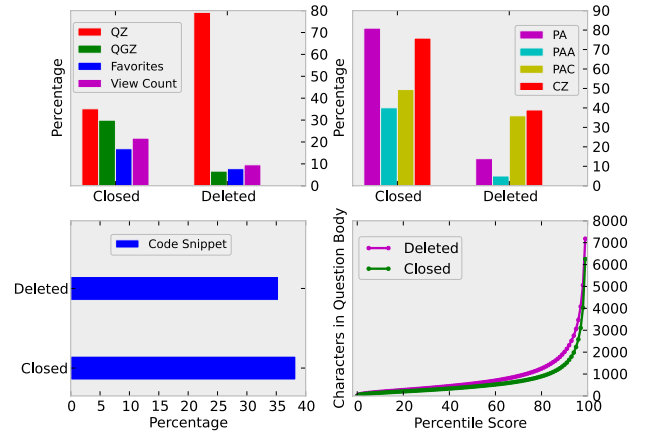 QZ
QGZ
Favorites
View Count
Percentage
80
70
60
50
40
30
20
10
0
Closed
Deleted
PA
PAA
PAC
CZ
Percentage
90
80
70
60
50
40
30
20
10
0
Closed
Deleted
Code Snippet
Deleted
Closed
0 5 10 15 20 25 30 35 40
Percentage
Deleted
Closed
Characters in Question Body
8000
7000
6000
5000
4000
3000
2000
1000
0
0 20 40 60 80 100
Percentile Score